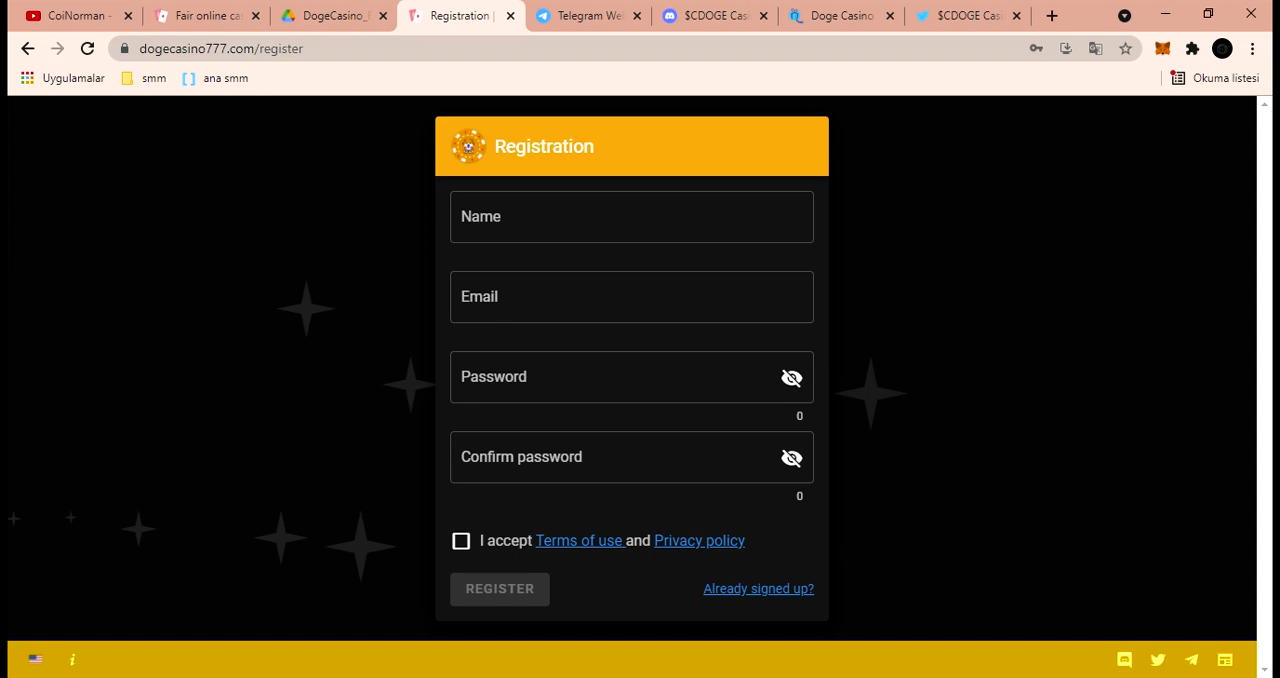 CoiNorman -
Fair online ca
DogeCasino_
Registration |
Telegram We
$CDOGE Casi
Doge Casino
$CDOGE Casi
dogecasino777.com/register
Uygulamalar
smm
ana smm
Okuma listesi
Registration
Name
Email
Password
0
Confirm password
0
I accept Terms of use and Privacy policy
REGISTER
Already signed up?
i